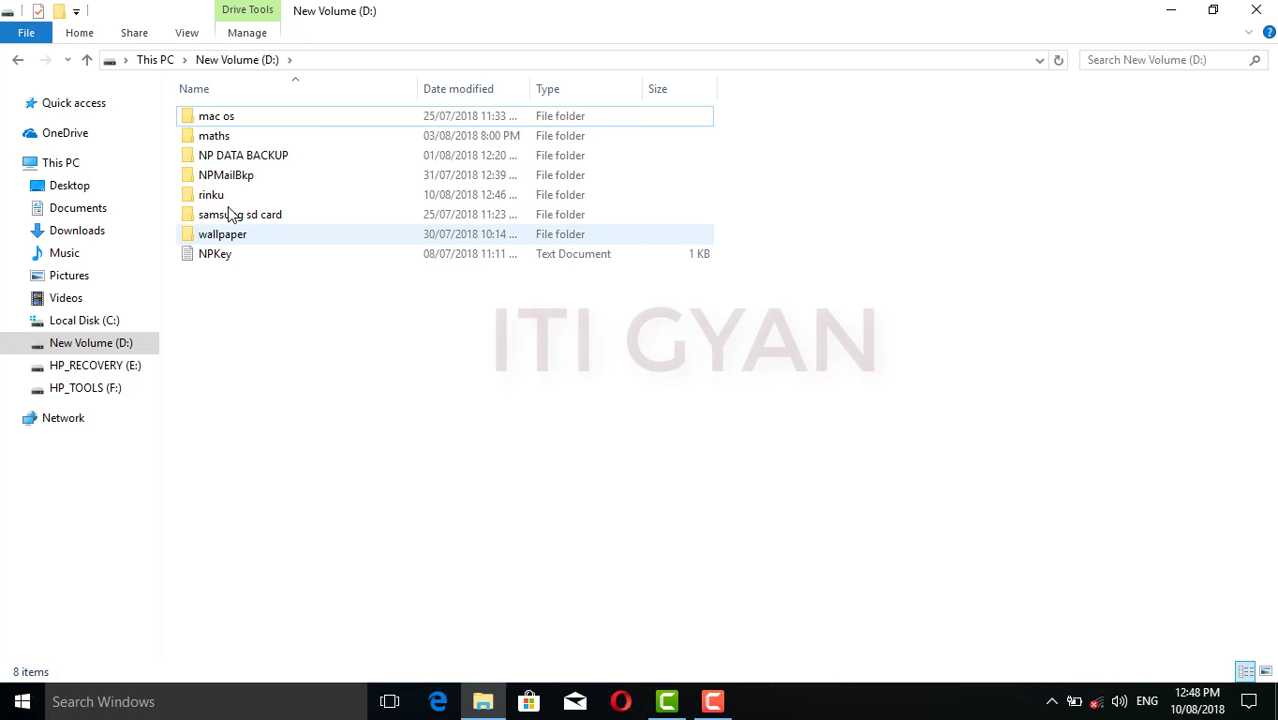 Drive Tools
New Volume (D:)
File
Home
Share
View
Manage
This PC
New Volume (D:)
Search New Volume (D:)
Name
Date modified
Type
Size
Quick access
OneDrive
This PC
Desktop
Documents
Downloads
Music
Pictures
Videos
Local Disk (C:)
New Volume (D:)
HP_RECOVERY (E:)
HP_TOOLS (F:)
Network
mac os 25/07/2018 11:33 ... File folder
maths 03/08/2018 8:00 PM File folder
NP DATA BACKUP 01/08/2018 12:20 ... File folder
NPMailBkp 31/07/2018 12:39 ... File folder
rinku 10/08/2018 12:46 ... File folder
samsung sd card 25/07/2018 11:23 ... File folder
wallpaper 30/07/2018 10:14 ... File folder
NPKey 08/07/2018 11:11 ... Text Document 1 KB
ITI GYAN
8 items
Search Windows
ENG
12:48 PM
10/08/2018